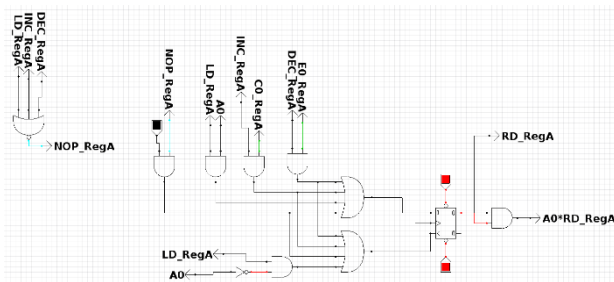 LD_RegA
INC_RegA
DEC_RegA
NOP_RegA
NOP_RegA
LD_RegA
A0
INC_RegA
C0_RegA
DEC_RegA
E0_RegA
RD_RegA
A0*RD_RegA
LD_RegA
A0